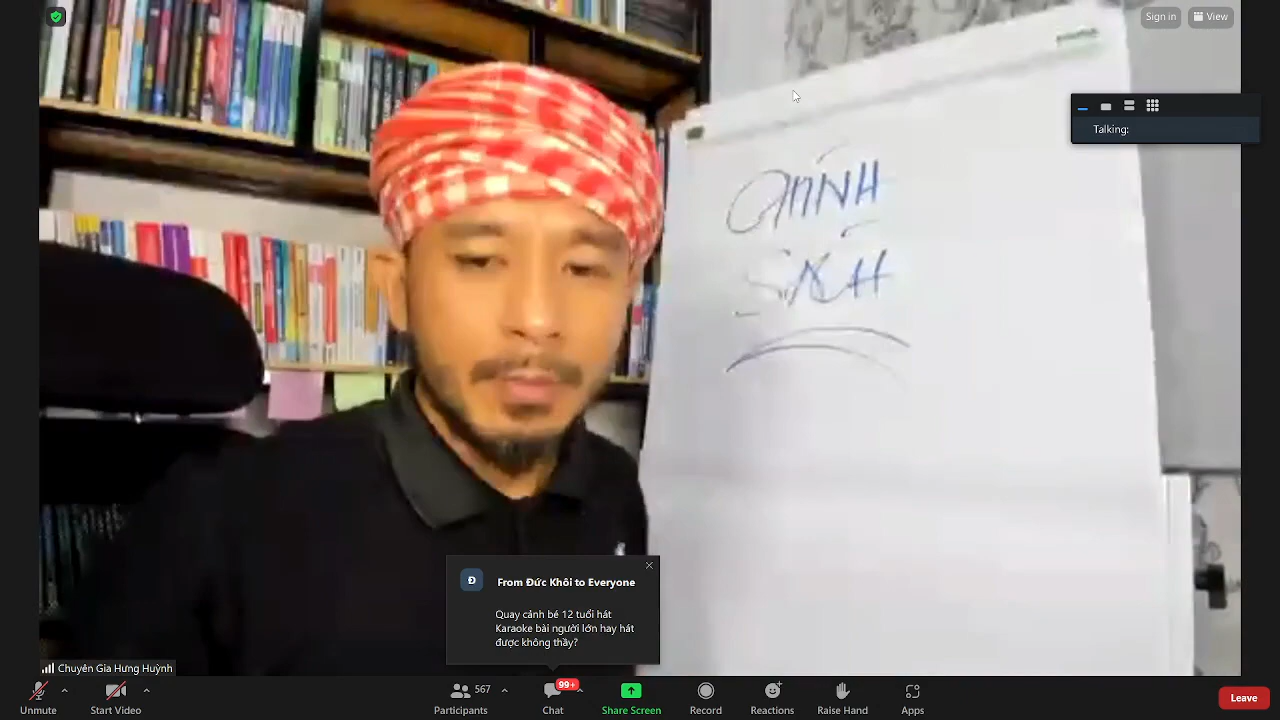 Sign in
View
Talking:
CHÍNH
SÁCH
From Đức Khôi to Everyone
Đ
Quay cảnh bé 12 tuổi hát
Karaoke bài người lớn hay hát
được không thầy?
Chuyên Gia Hưng Huỳnh
Unmute
Start Video
567
Participants
99+
Chat
Share Screen
Record
Reactions
Raise Hand
Apps
Leave